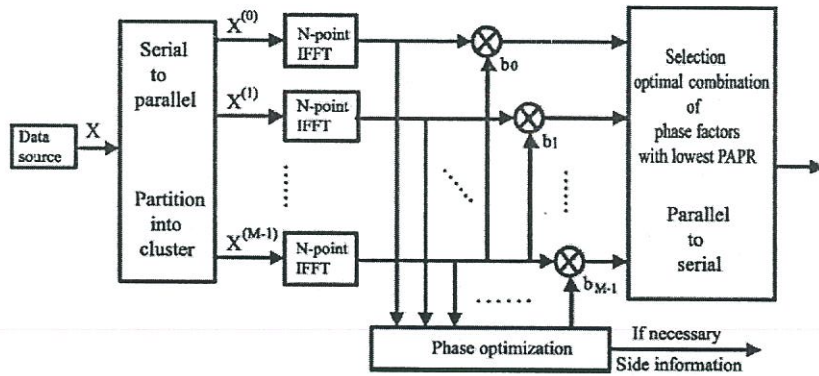 Data
source
X
Serial
to
parallel
Partition
into
cluster
X(0)
N-point
IFFT
b0
X(1)
N-point
IFFT
b1
X(M-1)
N-point
IFFT
bM-1
Selection
optimal combination
of
phase factors
with lowest PAPR
Parallel
to
serial
Phase optimization
If necessary
Side information